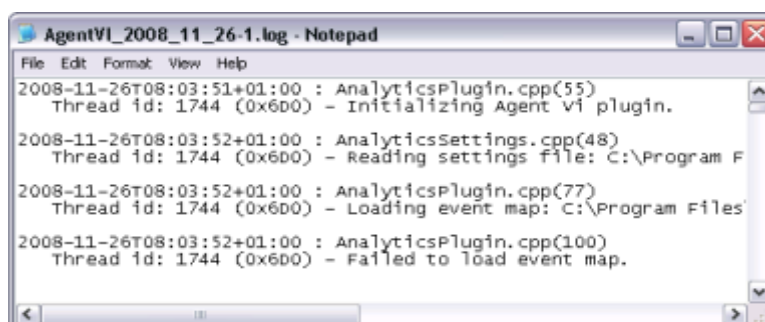 AgentVI_2008_11_26-1.log - Notepad
File Edit Format View Help
2008-11-26T08:03:51+01:00 : AnalyticsPlugin.cpp(55)
Thread id: 1744 (0x6D0) - Initializing Agent Vi plugin.
2008-11-26T08:03:52+01:00 : AnalyticsSettings.cpp(48)
Thread id: 1744 (0x6D0) - Reading settings file: C:\Program F
2008-11-26T08:03:52+01:00 : AnalyticsPlugin.cpp(77)
Thread id: 1744 (0x6D0) - Loading event map: C:\Program Files
2008-11-26T08:03:52+01:00 : AnalyticsPlugin.cpp(100)
Thread id: 1744 (0x6D0) - Failed to load event map.